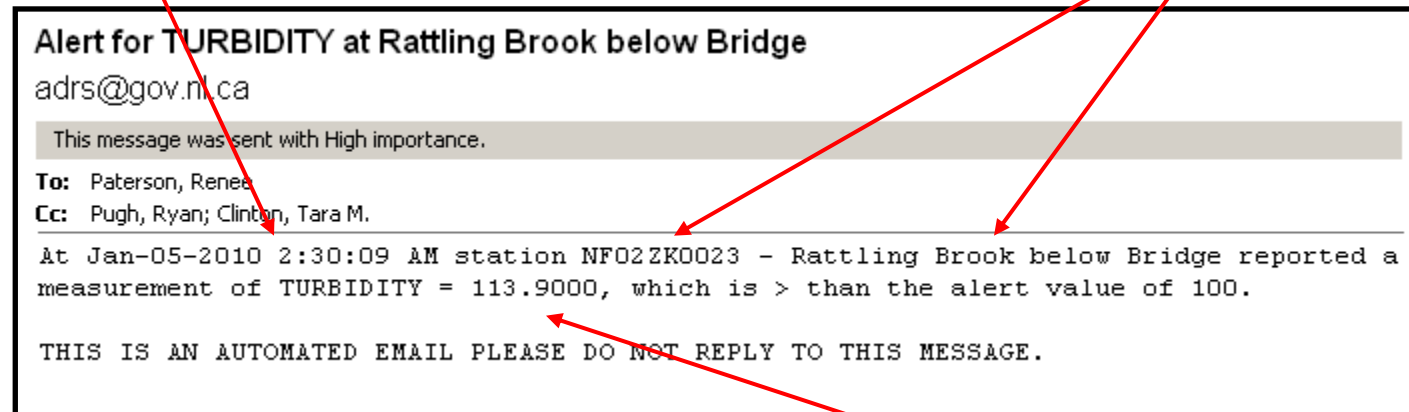 Alert for TURBIDITY at Rattling Brook below Bridge
adrs@gov.nl.ca
This message was sent with High importance.
To: Paterson, Renee
Cc: Pugh, Ryan; Clinton, Tara M.
At Jan-05-2010 2:30:09 AM station NF02ZK0023 - Rattling Brook below Bridge reported a
measurement of TURBIDITY = 113.9000, which is > than the alert value of 100.
THIS IS AN AUTOMATED EMAIL PLEASE DO NOT REPLY TO THIS MESSAGE.